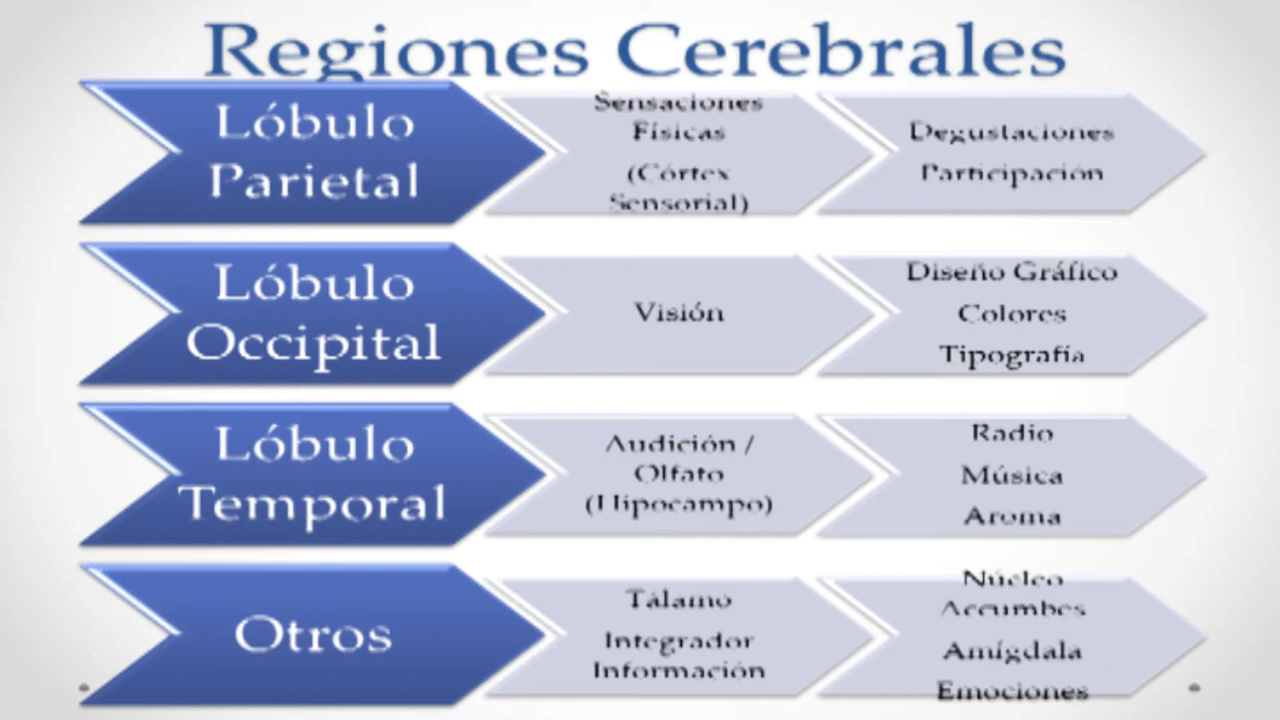 Regiones Cerebrales
Lóbulo
Parietal
Sensaciones
Físicas
(Córtex
Sensorial)
Degustaciones
Participación
Lóbulo
Occipital
Visión
Diseño Gráfico
Colores
Tipografía
Lóbulo
Temporal
Audición /
Olfato
(Hipocampo)
Radio
Música
Aroma
Otros
Tálamo
Integrador
Información
Núcleo
Accumbes
Amígdala
Emociones